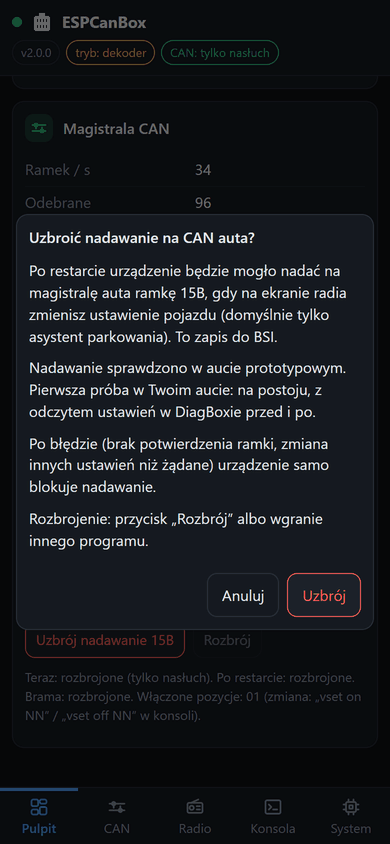 ESPCanBox
v2.0.0
tryb: dekoder
CAN: tylko nasłuch
Magistrala CAN
Ramek / s 34
Odebrane 96
Uzbroić nadawanie na CAN auta?
Po restarcie urządzenie będzie mogło nadać na
magistralę auta ramkę 15B, gdy na ekranie radia
zmienisz ustawienie pojazdu (domyślnie tylko
asystent parkowania). To zapis do BSI.
Nadawanie sprawdzono w aucie prototypowym.
Pierwsza próba w Twoim aucie: na postoju, z
odczytem ustawień w DiagBoxie przed i po.
Po błędzie (brak potwierdzenia ramki, zmiana
innych ustawień niż żądane) urządzenie samo
blokuje nadawanie.
Rozbrojenie: przycisk „Rozbrój” albo wgranie
innego programu.
Anuluj
Uzbrój
Uzbrój nadawanie 15B
Rozbrój
Teraz: rozbrojone (tylko nasłuch). Po restarcie: rozbrojone.
Brama: rozbrojone. Włączone pozycje: 01 (zmiana: „vset on
NN” / „vset off NN” w konsoli).
Pulpit
CAN
Radio
Konsola
System